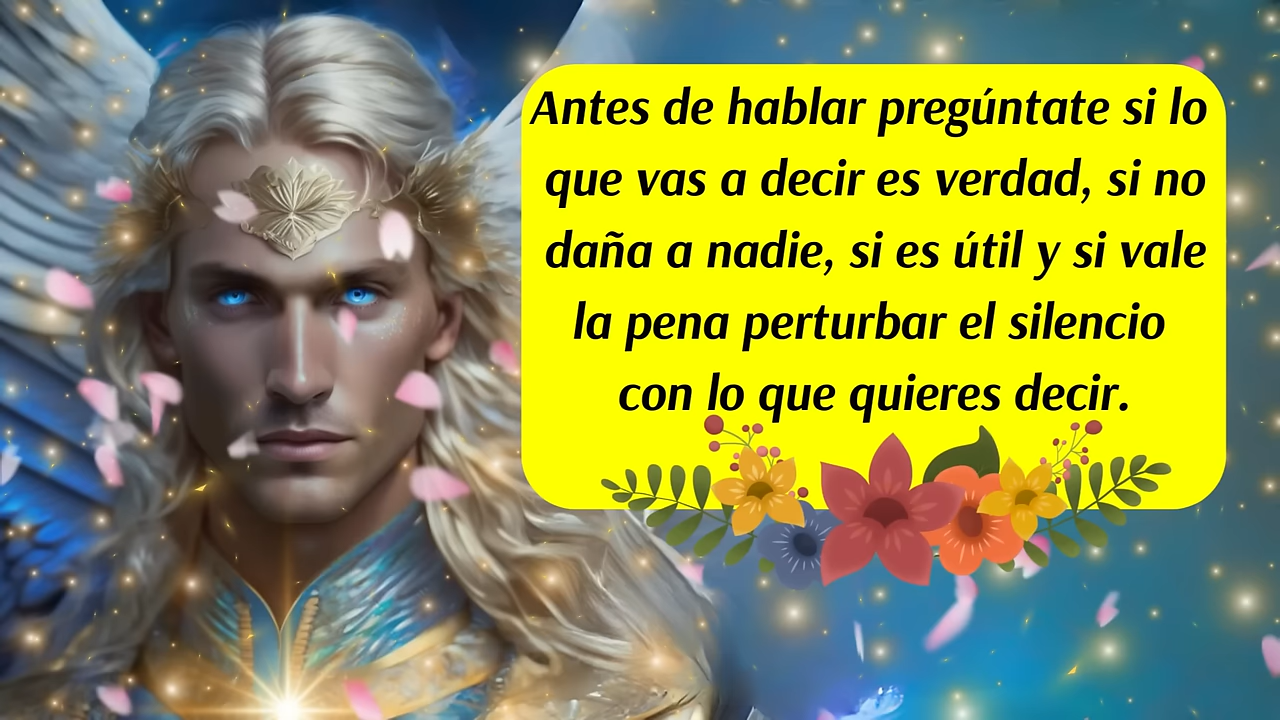 Antes de hablar pregúntate si lo
que vas a decir es verdad, si no
daña a nadie, si es útil y si vale
la pena perturbar el silencio
con lo que quieres decir.